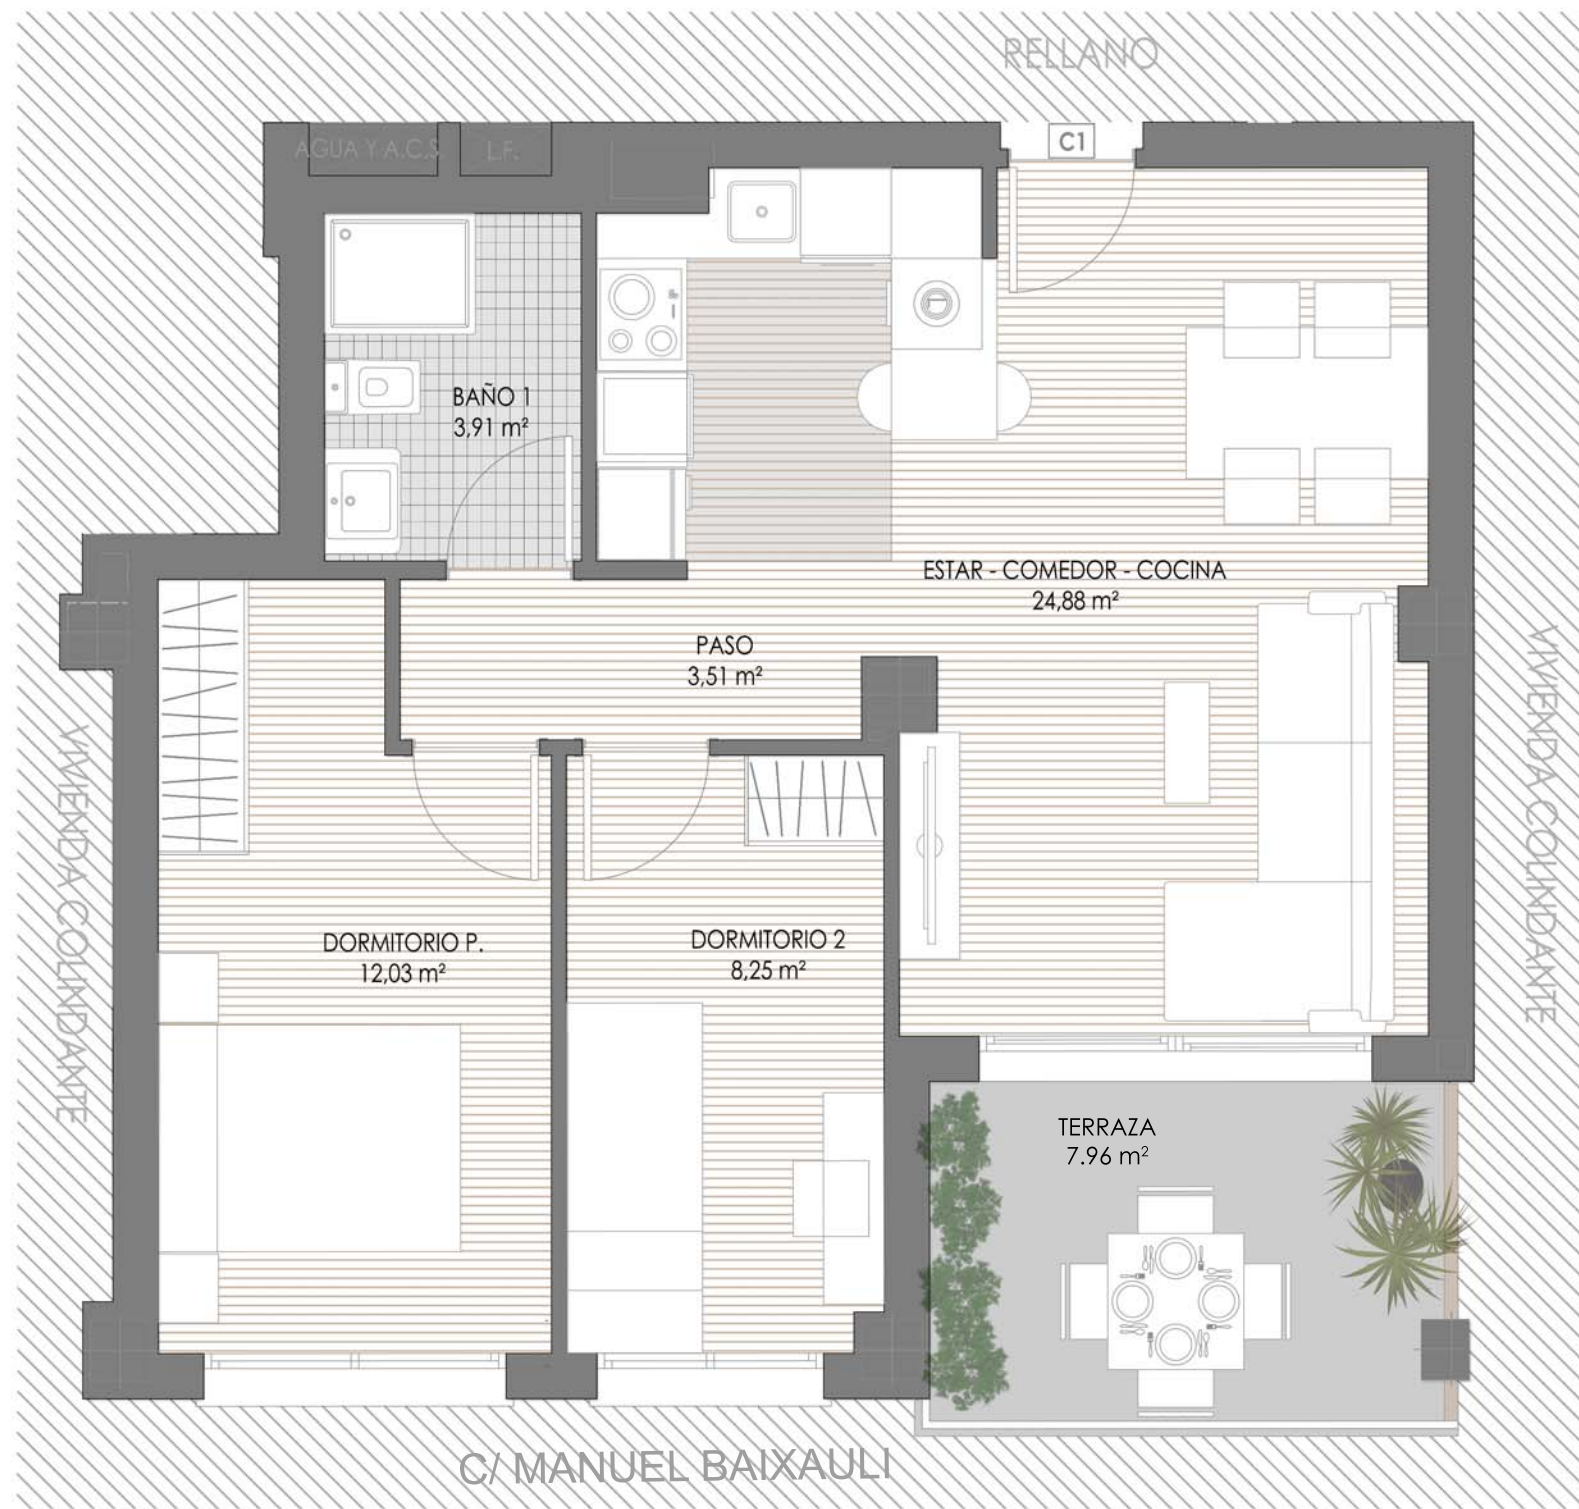 RELLANO
AGUA Y A.C.S
L.F.
C1
BAÑO 1
3,91 m²
ESTAR - COMEDOR - COCINA
24,88 m²
PASO
3,51 m²
VIVIENDA COLINDANTE
VIVIENDA COLINDANTE
DORMITORIO P.
12,03 m²
DORMITORIO 2
8,25 m²
TERRAZA
7.96 m²
C/ MANUEL BAIXAULI